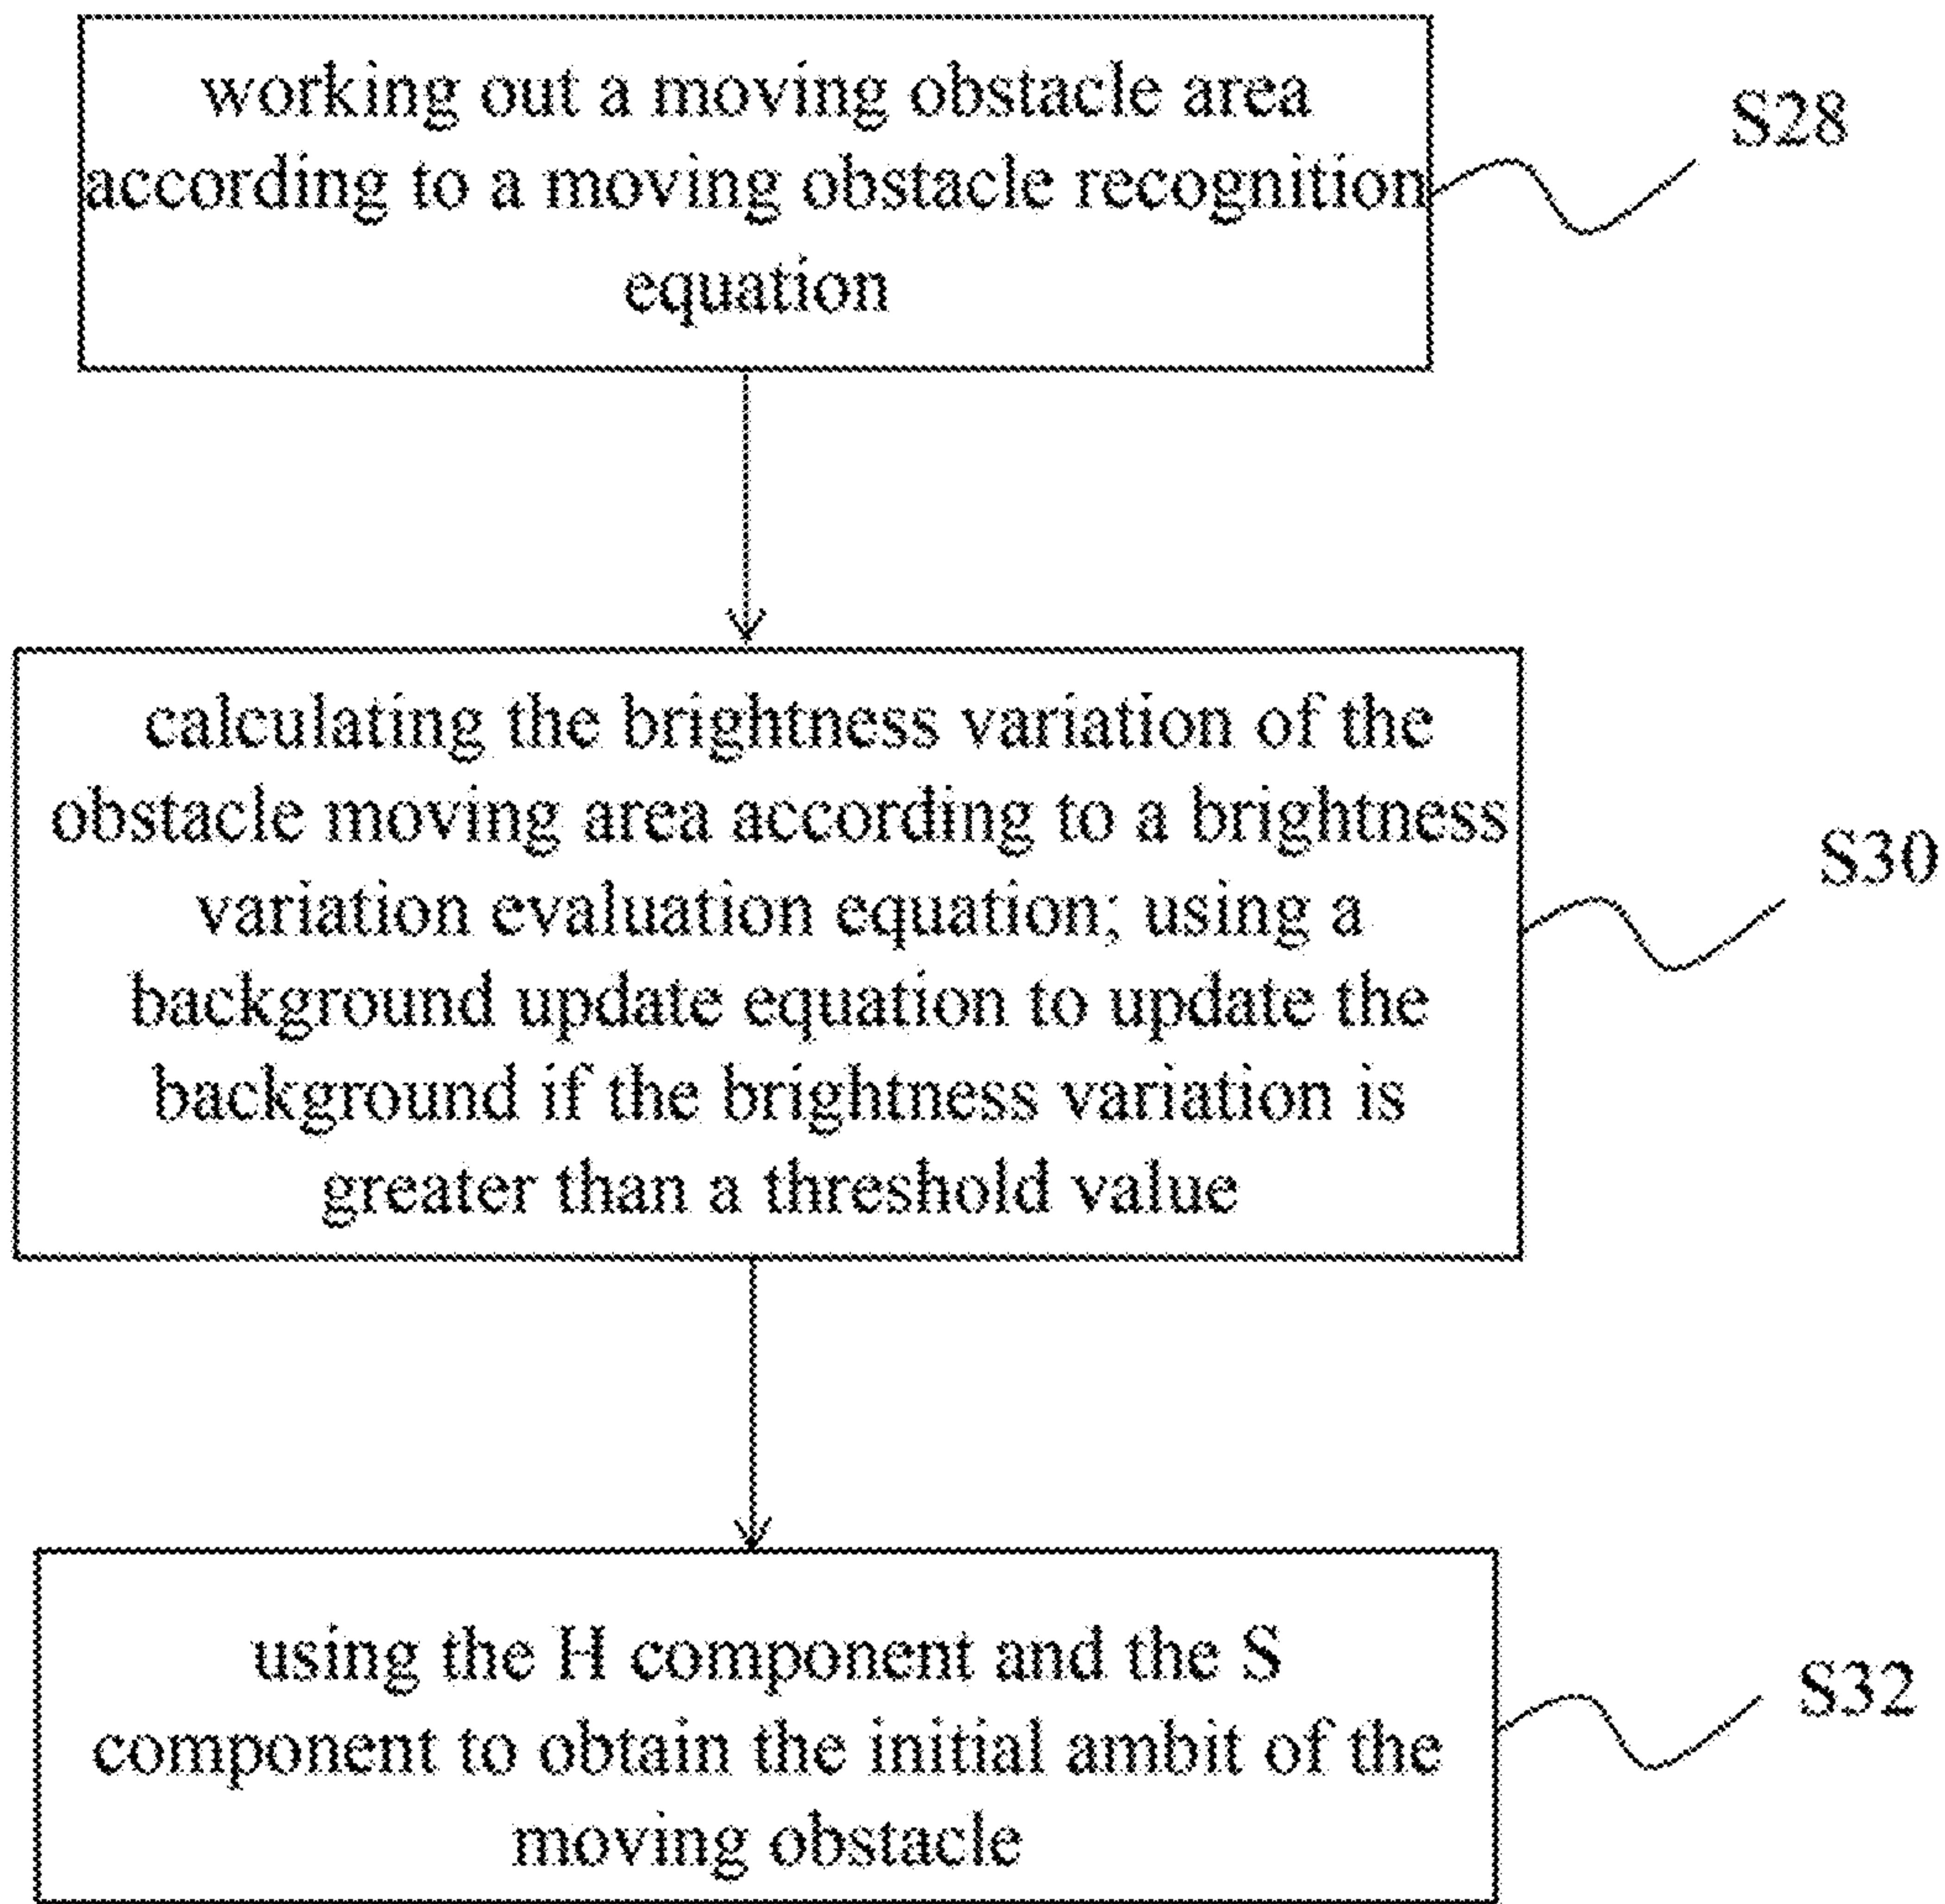 working out a moving obstacle area
according to a moving obstacle recognition
equation
S28
calculating the brightness variation of the
obstacle moving area according to a brightness
variation evaluation equation; using a
background update equation to update the
background if the brightness variation is
greater than a threshold value
S30
using the H component and the S
component to obtain the initial ambit of the
moving obstacle
S32